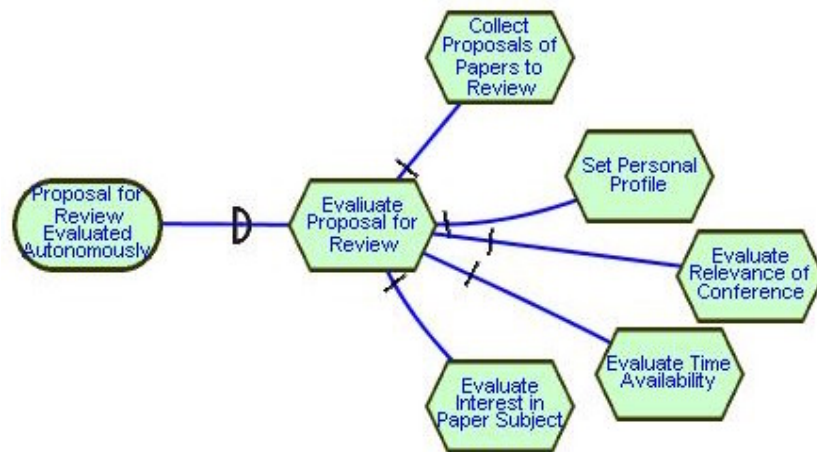 Collect
Proposals of
Papers to
Review
Set Personal
Profile
Proposal for
Review
Evaluated
Autonomously
Evaliuate
Proposal for
Review
Evaluate
Relevance of
Conference
Evaluate Time
Availability
Evaluate
Interest in
Paper Subject